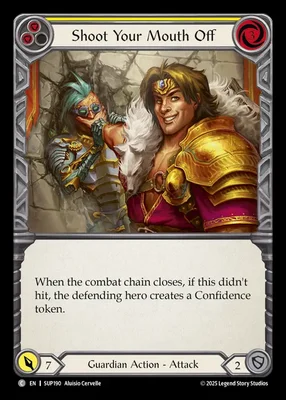 Shoot Your Mouth Off
When the combat chain closes, if this didn't
hit, the defending hero creates a Confidence
token.
7
Guardian Action - Attack
2
C EN | SUP190 Aluisio Cervelle
© 2025 Legend Story Studios